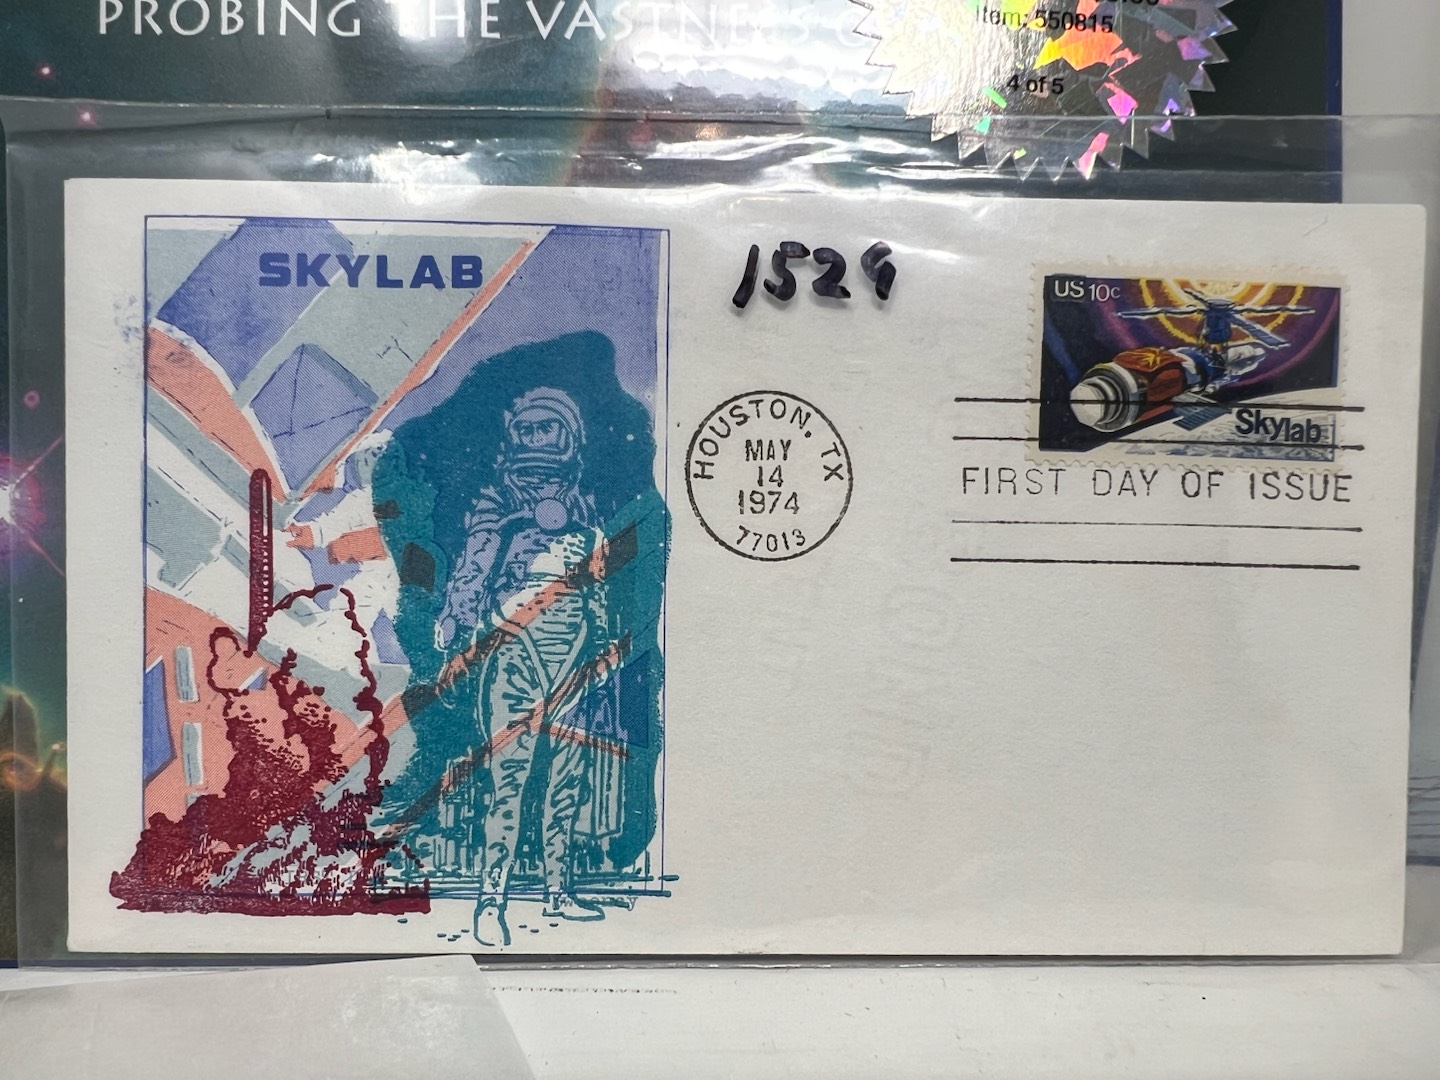 PROBING THE VASTNESS
Item: 550815
4 of 5
SKYLAB
1529
US 10c
Skylab
HOUSTON, TX
MAY
14
1974
77013
FIRST DAY OF ISSUE